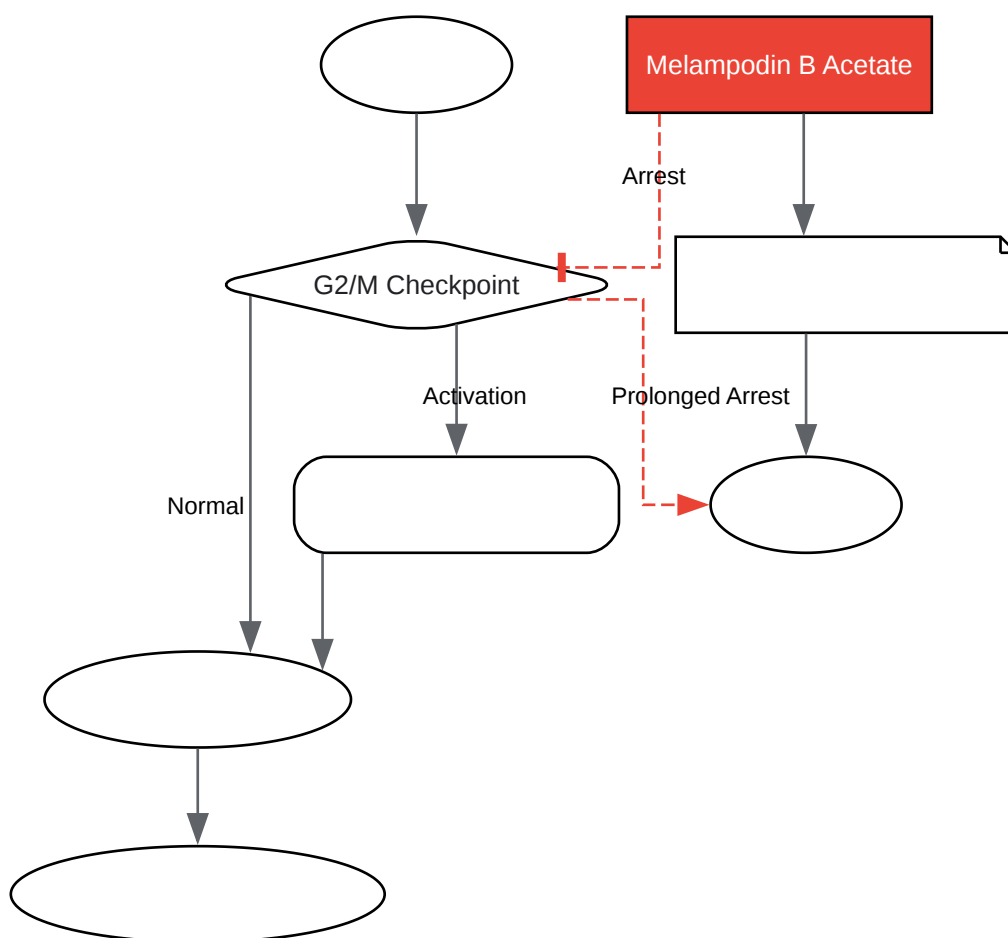 Melampodin B Acetate
Arrest
G2/M Checkpoint
Activation
Prolonged Arrest
Normal